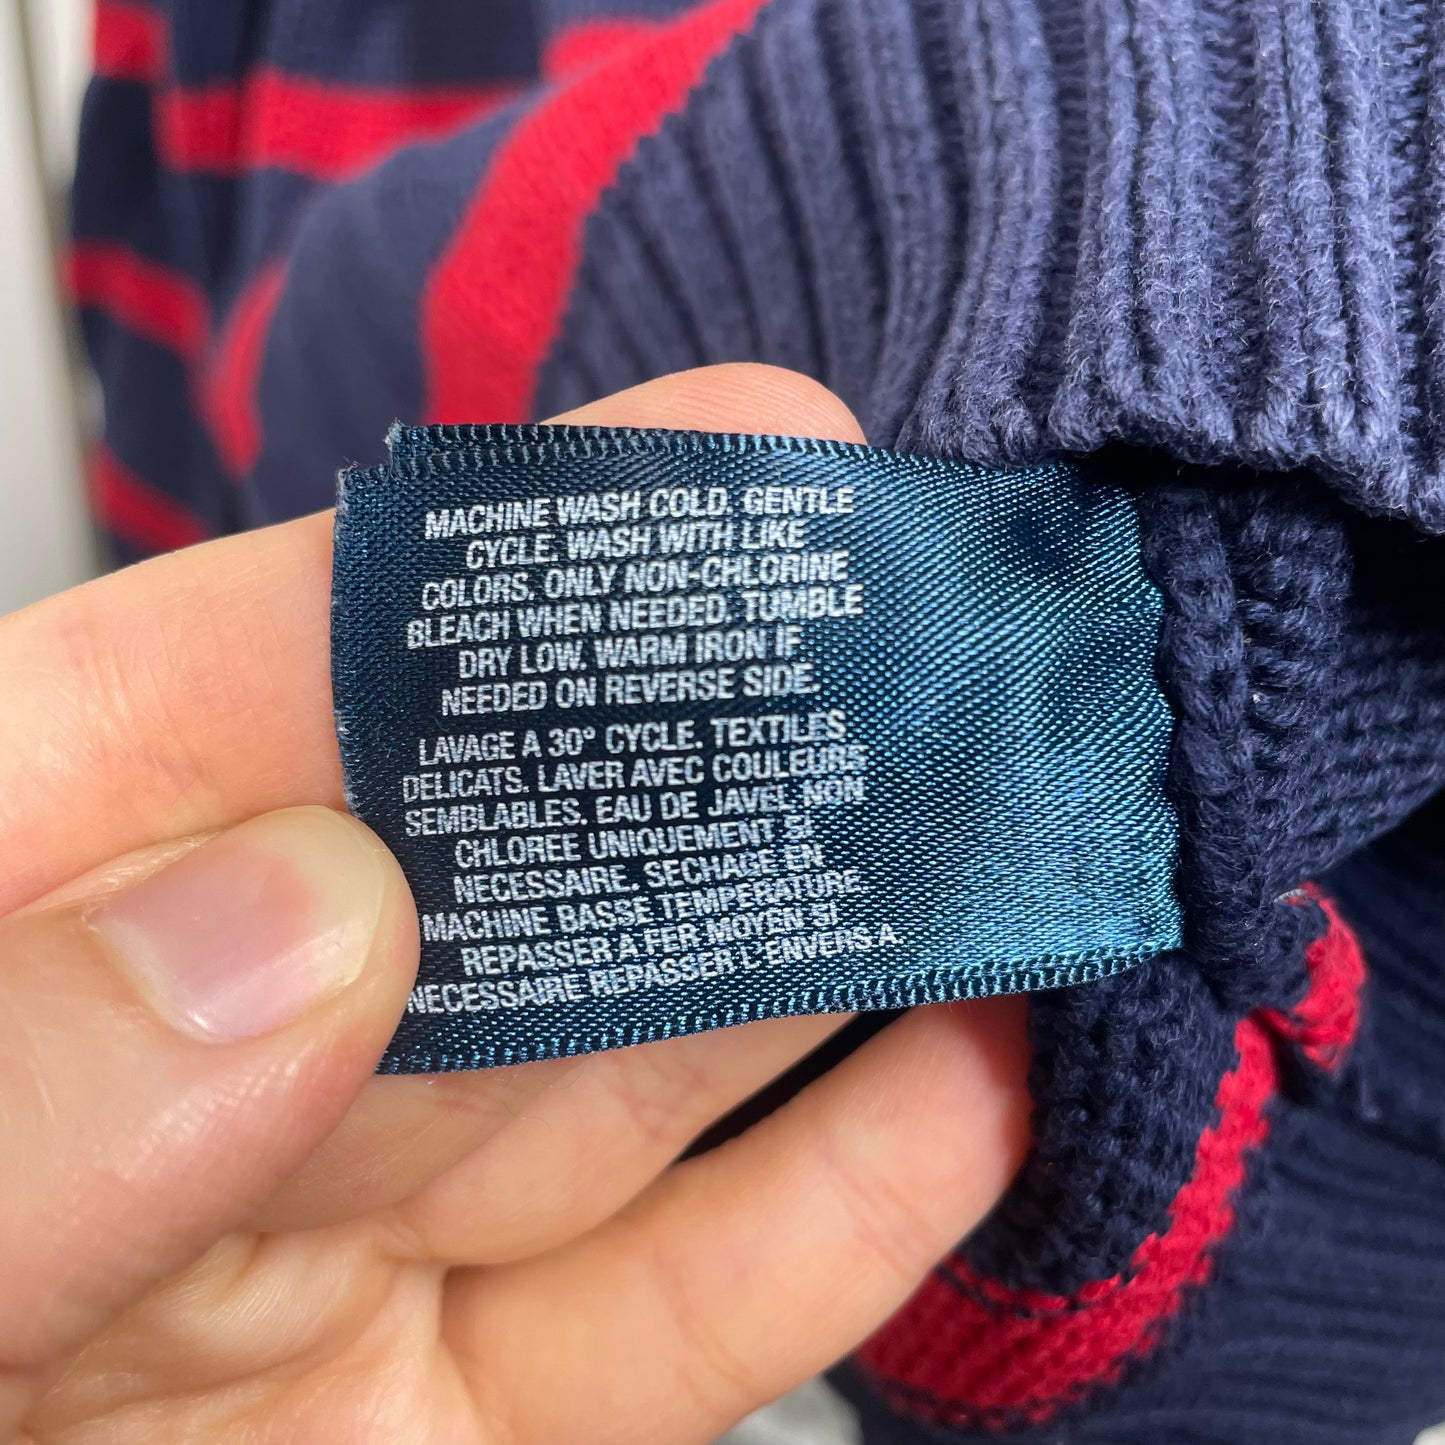 MACHINE WASH COLD. GENTLE
CYCLE. WASH WITH LIKE
COLORS. ONLY NON-CHLORINE
BLEACH WHEN NEEDED. TUMBLE
DRY LOW. WARM IRON IF
NEEDED ON REVERSE SIDE.
LAVAGE A 30° CYCLE. TEXTILES
DELICATS. LAVER AVEC COULEURS
SEMBLABLES. EAU DE JAVEL NON
CHLOREE UNIQUEMENT SI
NECESSAIRE. SECHAGE EN
MACHINE BASSE TEMPERATURE
REPASSER A FER MOYEN SI
NECESSAIRE REPASSER L'ENVERS A.